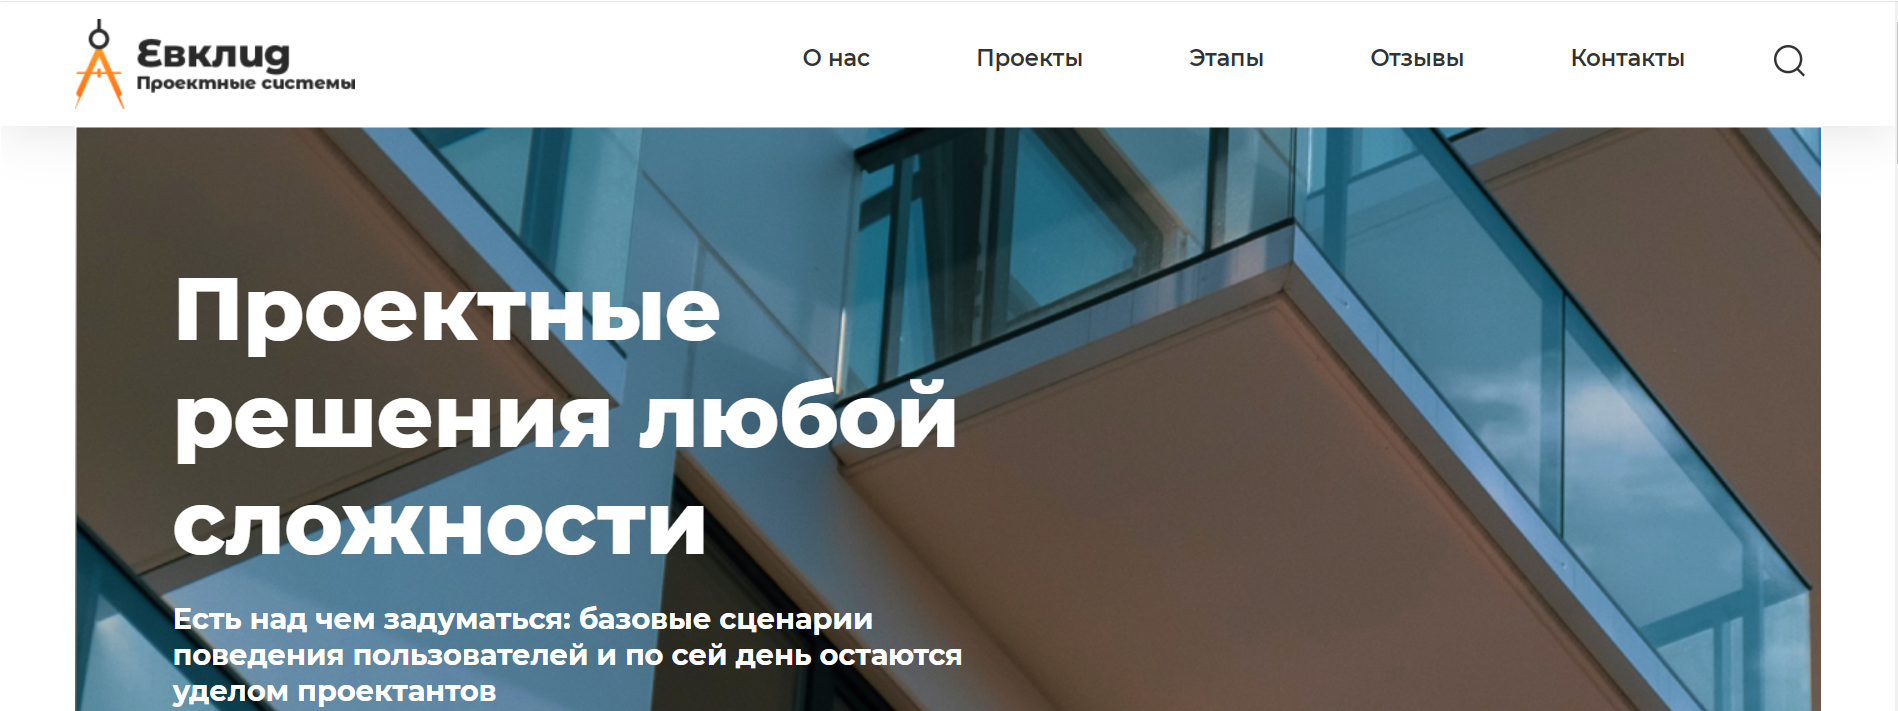 Евклид
Проектные системы
О нас
Проекты
Этапы
Отзывы
Контакты
Проектные
решения любой
сложности
Есть над чем задуматься: базовые сценарии
поведения пользователей и по сей день остаются
уделом проектантов